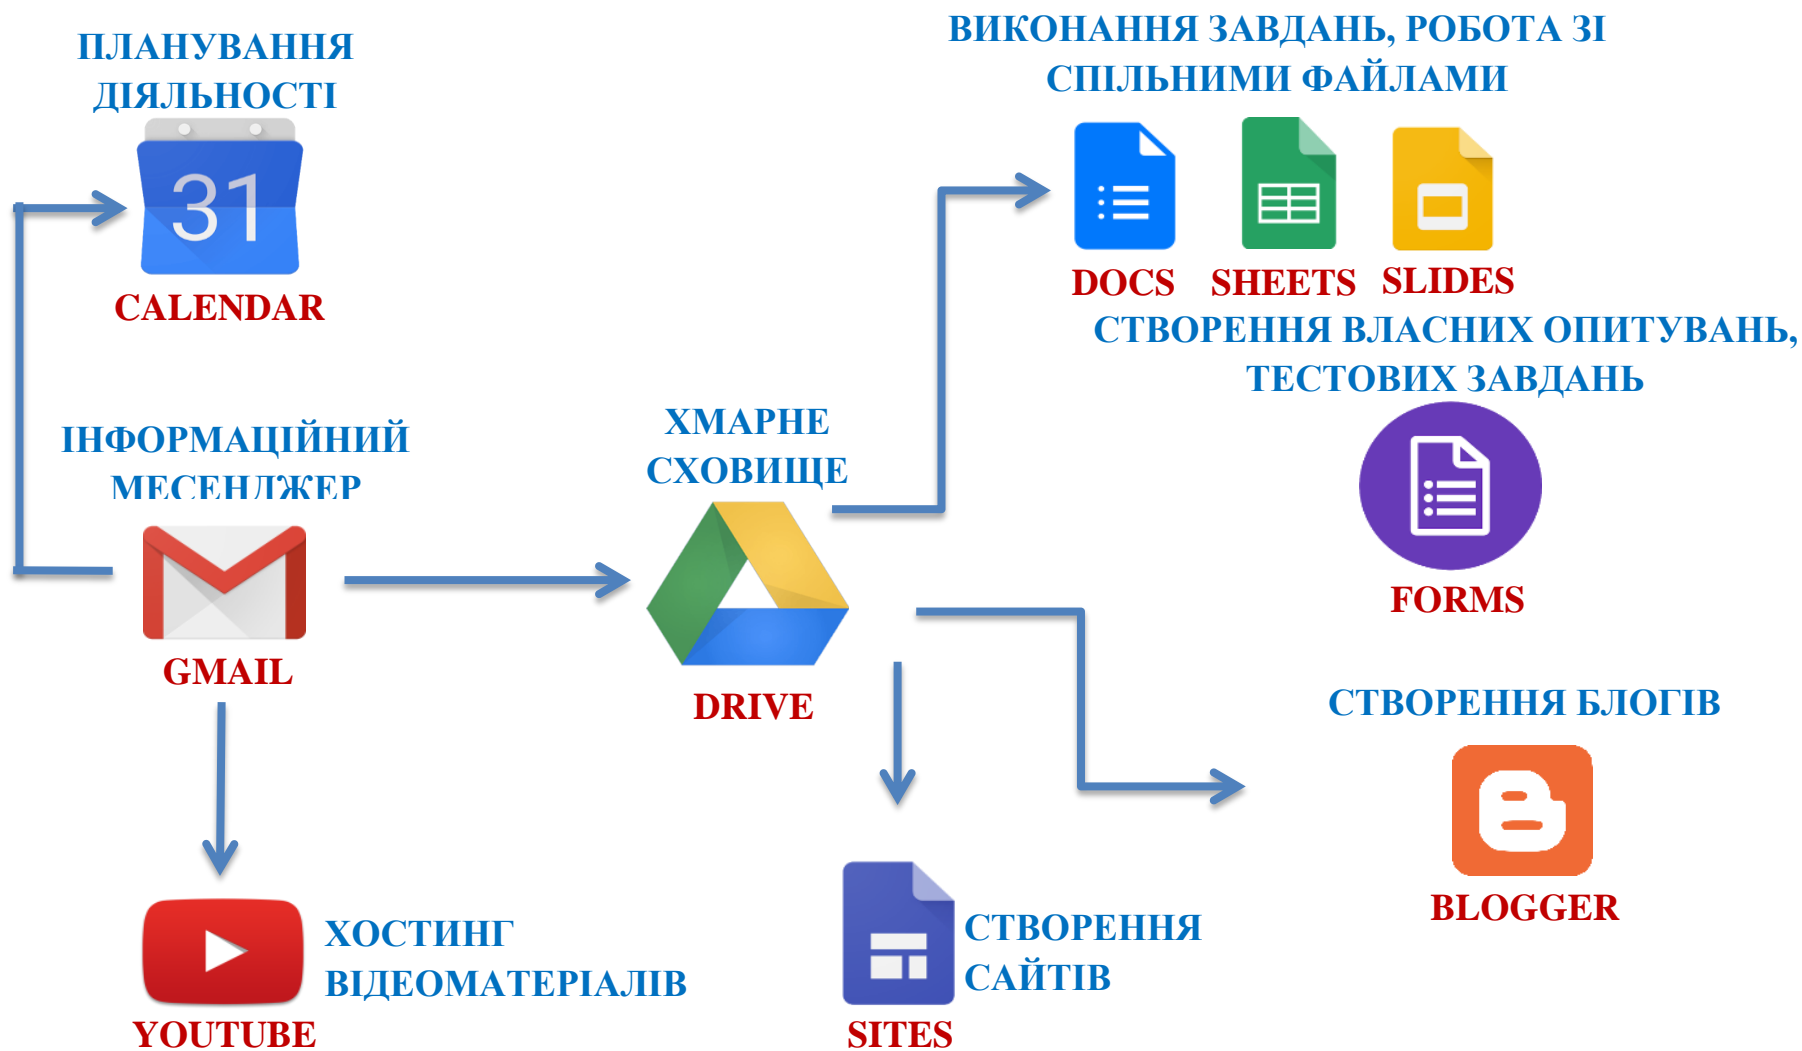 ПЛАНУВАННЯ
ДІЯЛЬНОСТІ
31
CALENDAR
ВИКОНАННЯ ЗАВДАНЬ, РОБОТА ЗІ
СПІЛЬНИМИ ФАЙЛАМИ
DOCS SHEETS SLIDES
СТВОРЕННЯ ВЛАСНИХ ОПИТУВАНЬ,
ТЕСТОВИХ ЗАВДАНЬ
FORMS
ІНФОРМАЦІЙНИЙ
МЕСЕНДЖЕР
GMAIL
ХМАРНЕ
СХОВИЩЕ
DRIVE
СТВОРЕННЯ БЛОГІВ
BLOGGER
ХОСТИНГ
ВІДЕОМАТЕРІАЛІВ
YOUTUBE
СТВОРЕННЯ
САЙТІВ
SITES